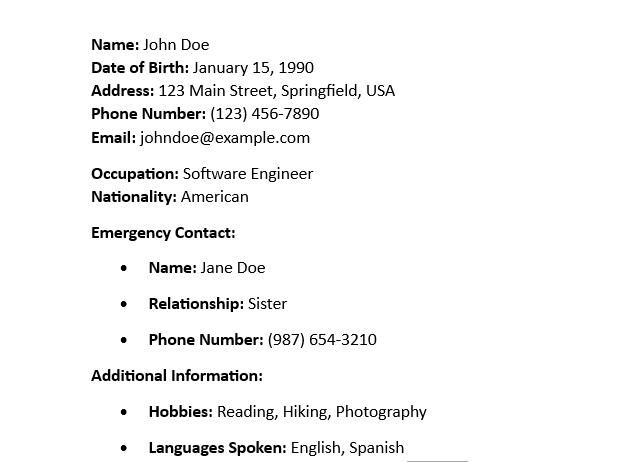 Name: John Doe
Date of Birth: January 15, 1990
Address: 123 Main Street, Springfield, USA
Phone Number: (123) 456-7890
Email: johndoe@example.com
Occupation: Software Engineer
Nationality: American
Emergency Contact:
• Name: Jane Doe
• Relationship: Sister
• Phone Number: (987) 654-3210
Additional Information:
• Hobbies: Reading, Hiking, Photography
• Languages Spoken: English, Spanish